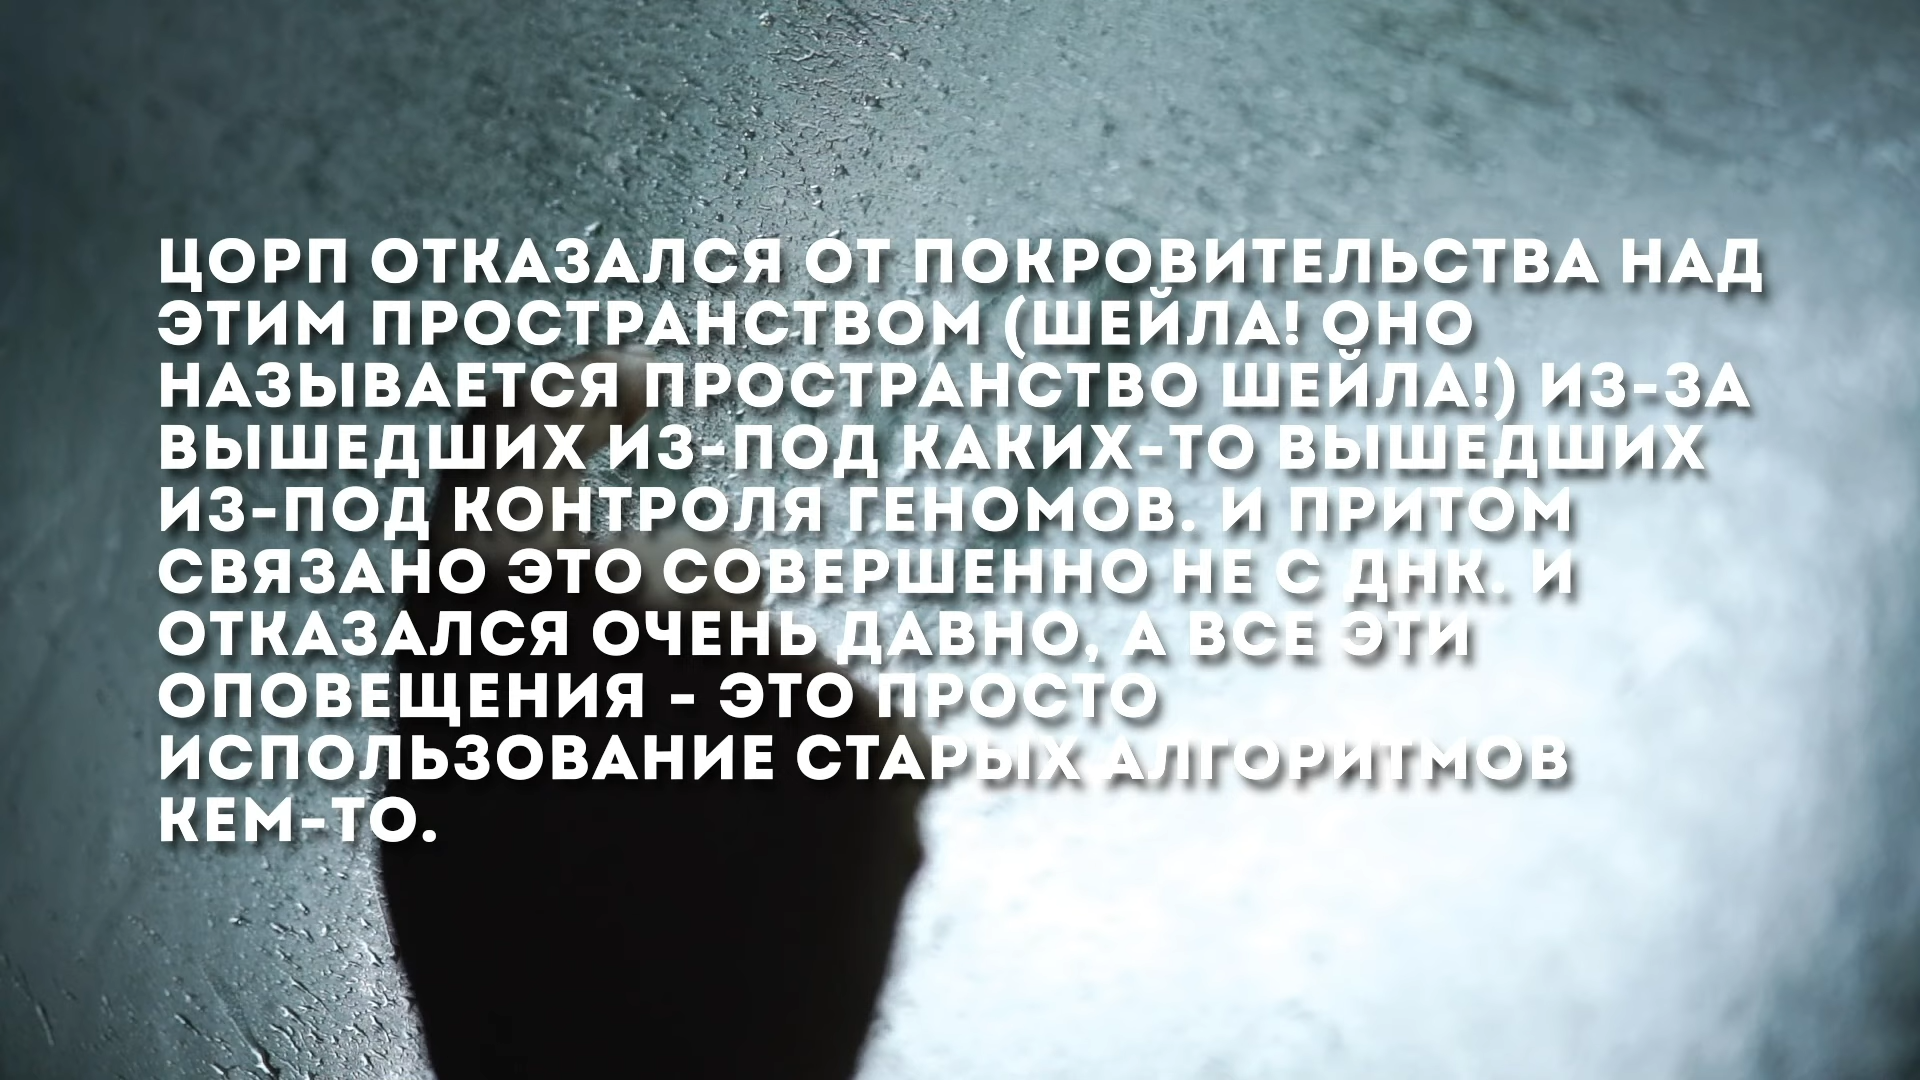 ЦОРП ОТКАЗАЛСЯ ОТ ПОКРОВИТЕЛЬСТВА НАД
ЭТИМ ПРОСТРАНСТВОМ (ШЕЙЛА! ОНО
НАЗЫВАЕТСЯ ПРОСТРАНСТВО ШЕЙЛА!) ИЗ-ЗА
ВЫШЕДШИХ ИЗ-ПОД КАКИХ-ТО ВЫШЕДШИХ
ИЗ-ПОД КОНТРОЛЯ ГЕНОМОВ. И ПРИТОМ
СВЯЗАНО ЭТО СОВЕРШЕННО НЕ С ДНК. И
ОТКАЗАЛСЯ ОЧЕНЬ ДАВНО, А ВСЕ ЭТИ
ОПОВЕЩЕНИЯ - ЭТО ПРОСТО
ИСПОЛЬЗОВАНИЕ СТАРЫХ АЛГОРИТМОВ
КЕМ-ТО.